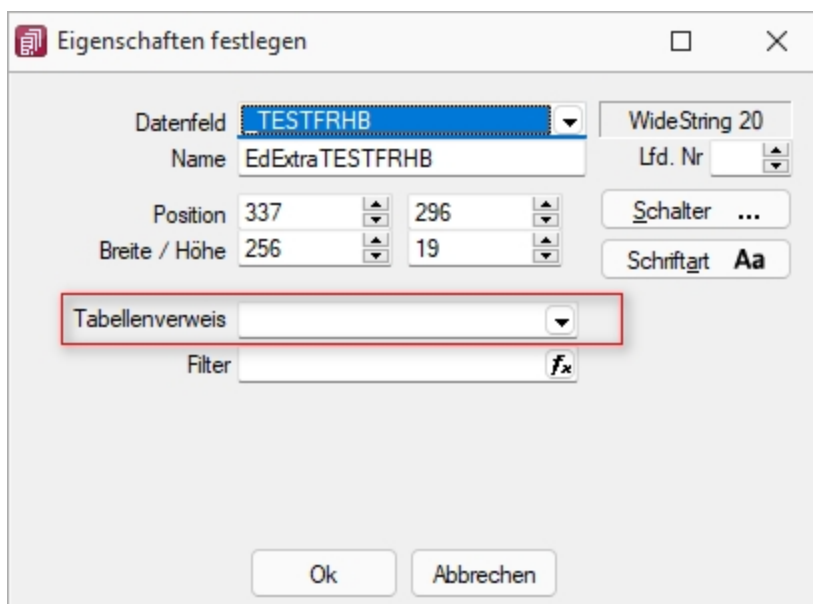 Eigenschaften festlegen
Datenfeld _TESTFRHB WideString 20
Name EdExtraTESTFRHB Lfd. Nr
Position 337 296 Schalter ...
Breite / Höhe 256 19 Schriftart Aa
Tabellenverweis
Filter fx
Ok Abbrechen